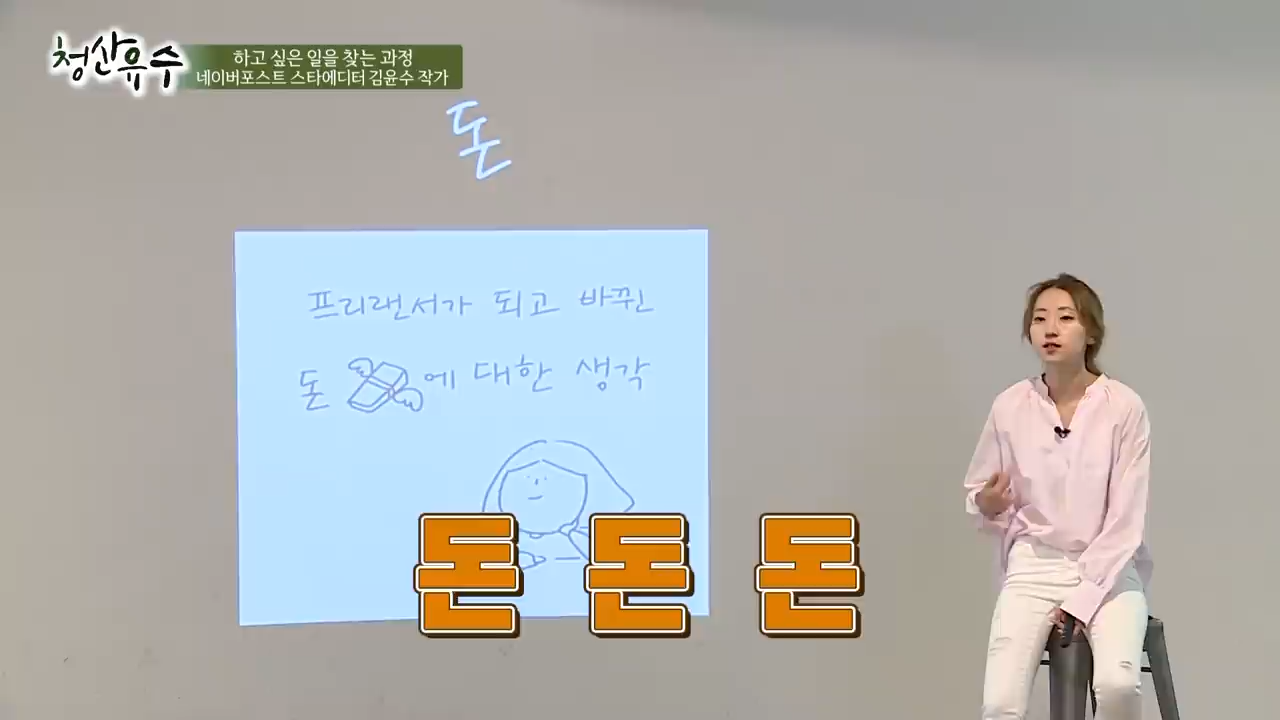 청산유수
하고 싶은 일을 찾는 과정
네이버포스트 스타에디터 김윤수 작가
돈
프리랜서가 되고 바뀐
돈 에 대한 생각
돈 돈 돈